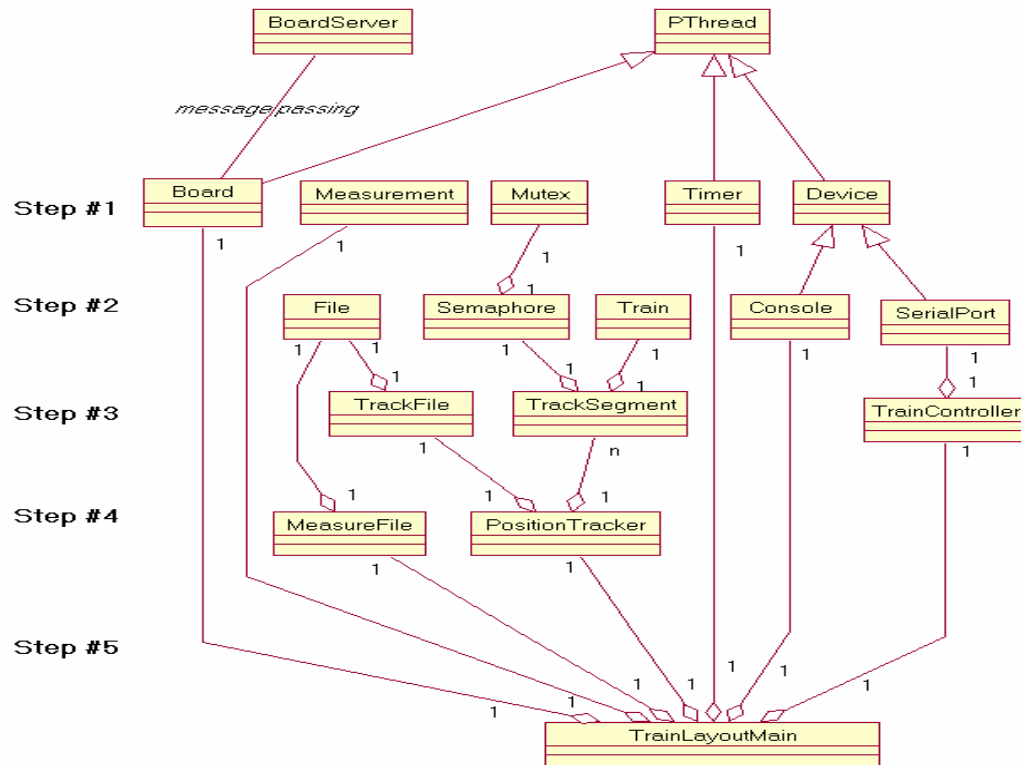 BoardServer
PThread
message passing
Step #1
Board
Measurement
Mutex
Timer
Device
1
1
1
1
Step #2
1
File
Semaphore
Train
Console
SerialPort
1
1
1
1
1
1
1
1
1
1
Step #3
TrackFile
TrackSegment
TrainController
1
n
1
1
1
1
Step #4
MeasureFile
PositionTracker
1
1
Step #5
1
1
1
1
1
1
1
TrainLayoutMain